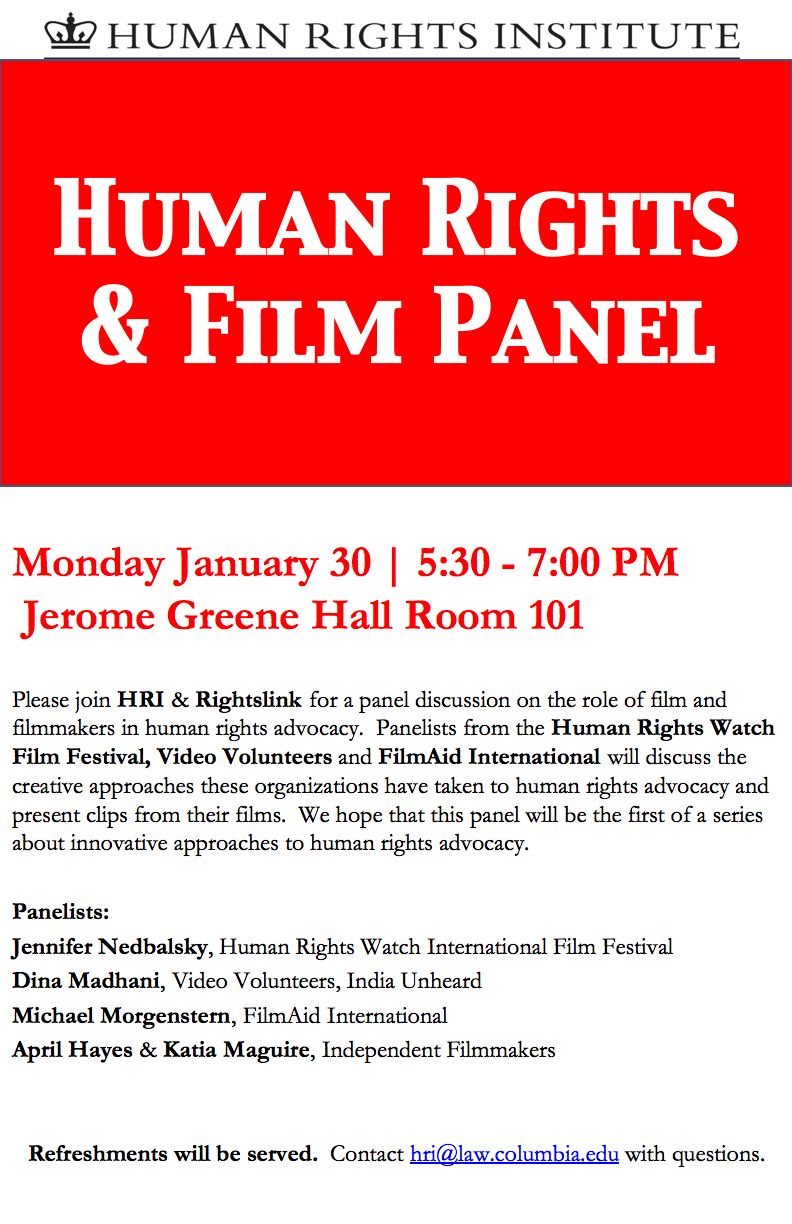 HUMAN RIGHTS INSTITUTE
HUMAN RIGHTS
& FILM PANEL
Monday January 30 | 5:30 - 7:00 PM
Jerome Greene Hall Room 101
Please join HRI & Rightslink for a panel discussion on the role of film and
filmmakers in human rights advocacy.  Panelists from the Human Rights Watch
Film Festival, Video Volunteers and FilmAid International will discuss the
creative approaches these organizations have taken to human rights advocacy and
present clips from their films.  We hope that this panel will be the first of a series
about innovative approaches to human rights advocacy.
Panelists:
Jennifer Nedbalsky, Human Rights Watch International Film Festival
Dina Madhani, Video Volunteers, India Unheard
Michael Morgenstern, FilmAid International
April Hayes & Katia Maguire, Independent Filmmakers
Refreshments will be served.  Contact hri@law.columbia.edu with questions.